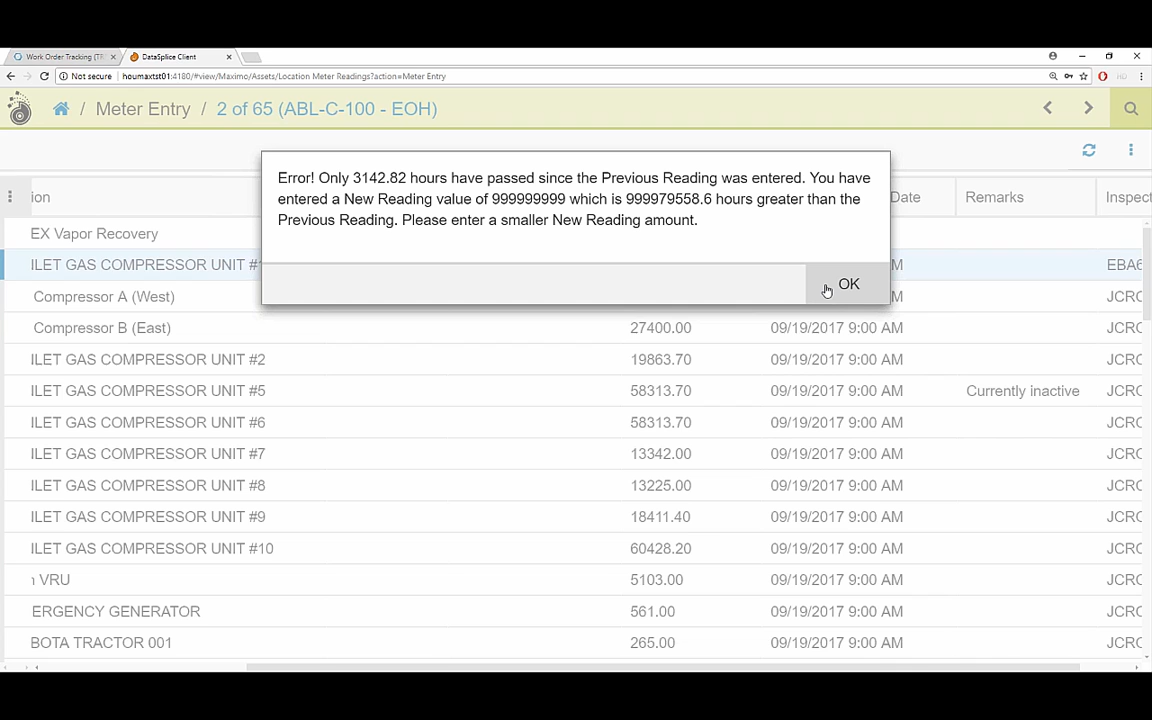 Work Order Tracking (TR
DataSplice Client
Not secure houmaxtst01:4180/#view/Maximo/Assets/Location Meter Readings?action=Meter Entry
/ Meter Entry / 2 of 65 (ABL-C-100 - EOH)
Error! Only 3142.82 hours have passed since the Previous Reading was entered. You have
entered a New Reading value of 999999999 which is 999979558.6 hours greater than the
Previous Reading. Please enter a smaller New Reading amount.
OK
ion Date Remarks Inspect
EX Vapor Recovery
ILET GAS COMPRESSOR UNIT #1 M EBA6
Compressor A (West) M JCRC
Compressor B (East) 27400.00 09/19/2017 9:00 AM JCRC
ILET GAS COMPRESSOR UNIT #2 19863.70 09/19/2017 9:00 AM JCRC
ILET GAS COMPRESSOR UNIT #5 58313.70 09/19/2017 9:00 AM Currently inactive JCRC
ILET GAS COMPRESSOR UNIT #6 58313.70 09/19/2017 9:00 AM JCRC
ILET GAS COMPRESSOR UNIT #7 13342.00 09/19/2017 9:00 AM JCRC
ILET GAS COMPRESSOR UNIT #8 13225.00 09/19/2017 9:00 AM JCRC
ILET GAS COMPRESSOR UNIT #9 18411.40 09/19/2017 9:00 AM JCRC
ILET GAS COMPRESSOR UNIT #10 60428.20 09/19/2017 9:00 AM JCRC
VRU 5103.00 09/19/2017 9:00 AM JCRC
ERGENCY GENERATOR 561.00 09/19/2017 9:00 AM JCRC
BOTA TRACTOR 001 265.00 09/19/2017 9:00 AM JCRC